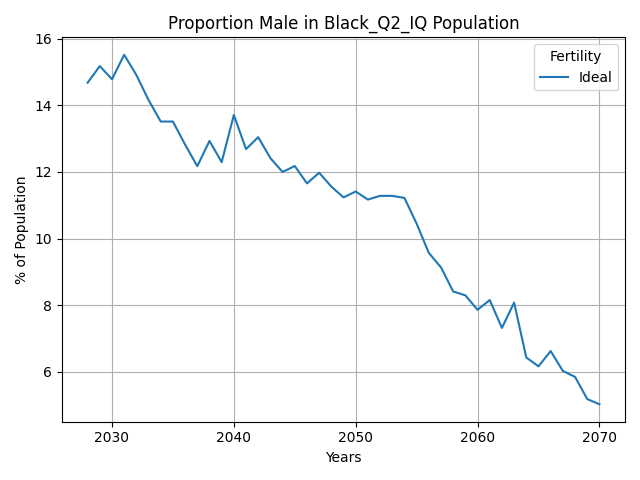 Proportion Male in Black_Q2_IQ Population
Fertility
Ideal
% of Population
16
14
12
10
8
6
2030
2040
2050
2060
2070
Years